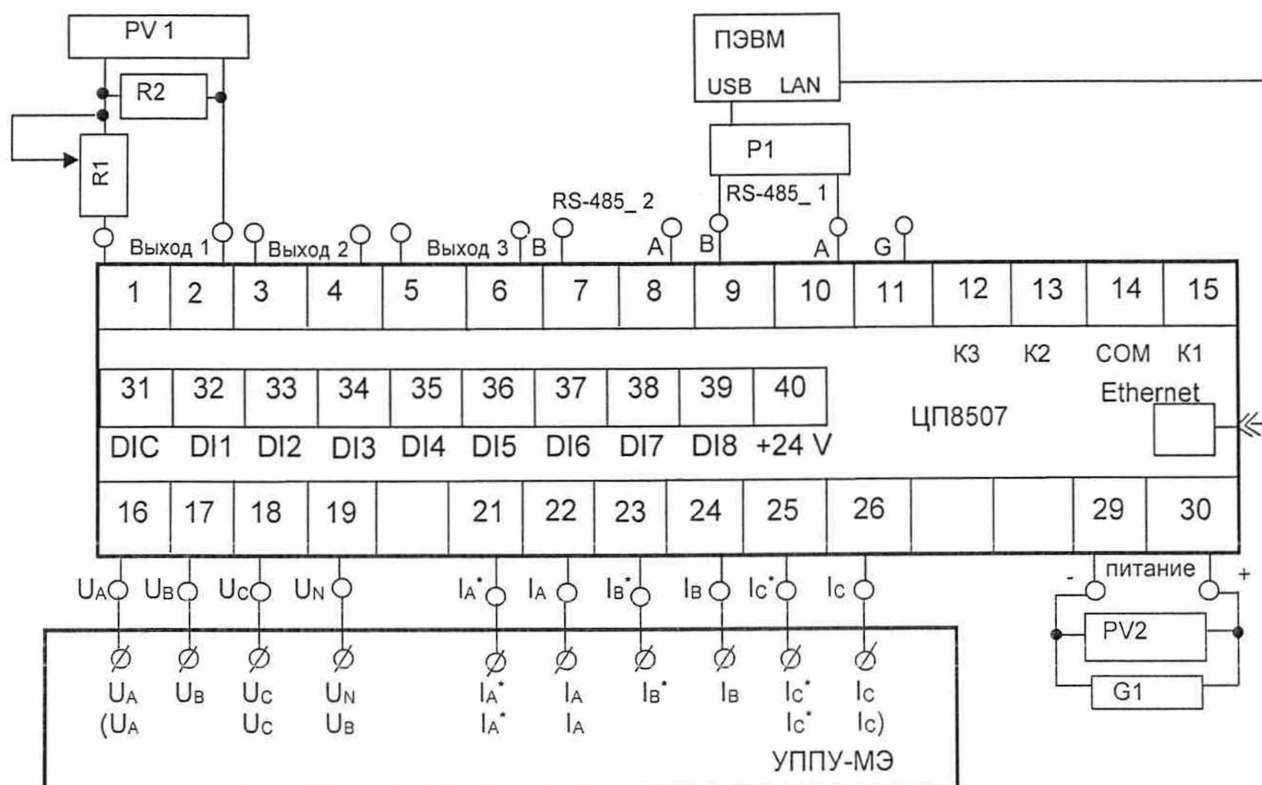 PV 1
ПЭВМ
USB LAN
R2
R1
P1
RS-485_ 2
RS-485_ 1
Выход 1 Выход 2 Выход 3 B A B A G
1 2 3 4 5 6 7 8 9 10 11 12 13 14 15
К3 К2 COM К1
31 32 33 34 35 36 37 38 39 40
Ethernet
ЦП8507
DIC DI1 DI2 DI3 DI4 DI5 DI6 DI7 DI8 +24 V
16 17 18 19 21 22 23 24 25 26 29 30
UA UB UC UN IA* IA IB* IB IC* IC - питание +
PV2
G1
UA UB UC UN IA* IA IB* IB IC* IC
(UA UC UB IA* IA IC* IC)
УППУ-МЭ